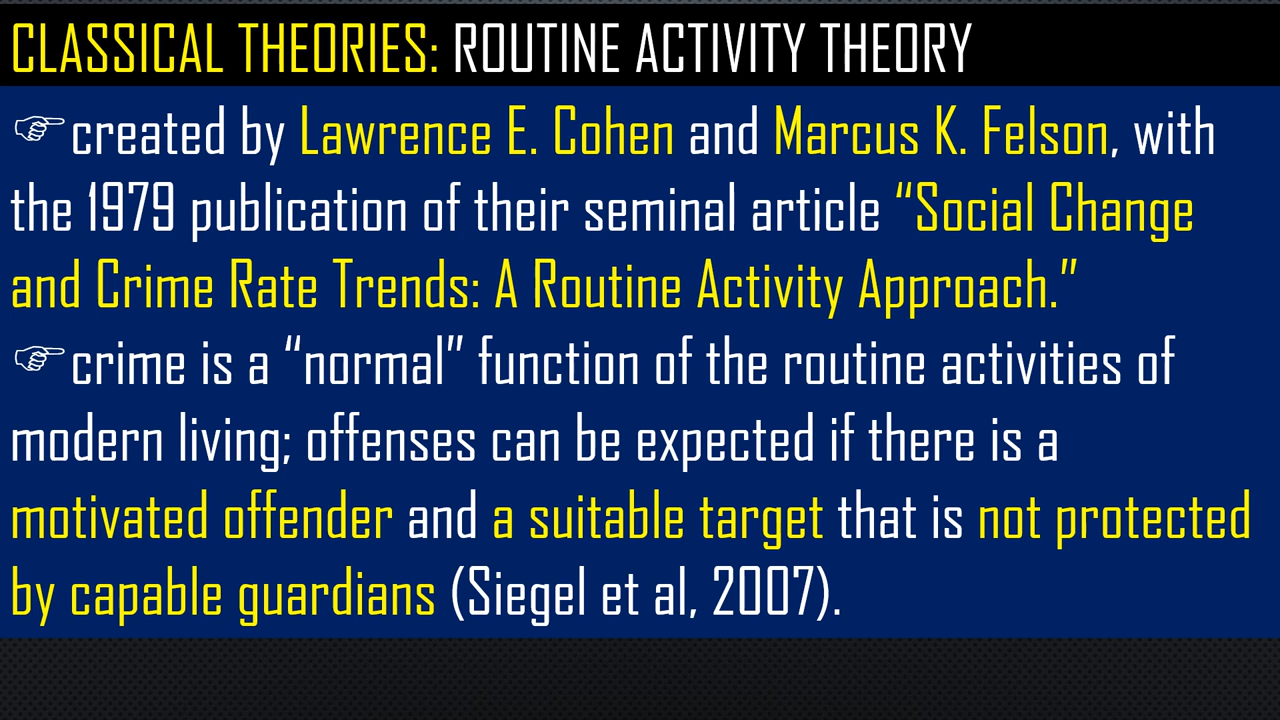 CLASSICAL THEORIES: ROUTINE ACTIVITY THEORY
☞created by Lawrence E. Cohen and Marcus K. Felson, with
the 1979 publication of their seminal article “Social Change
and Crime Rate Trends: A Routine Activity Approach.”
☞crime is a “normal” function of the routine activities of
modern living; offenses can be expected if there is a
motivated offender and a suitable target that is not protected
by capable guardians (Siegel et al, 2007).